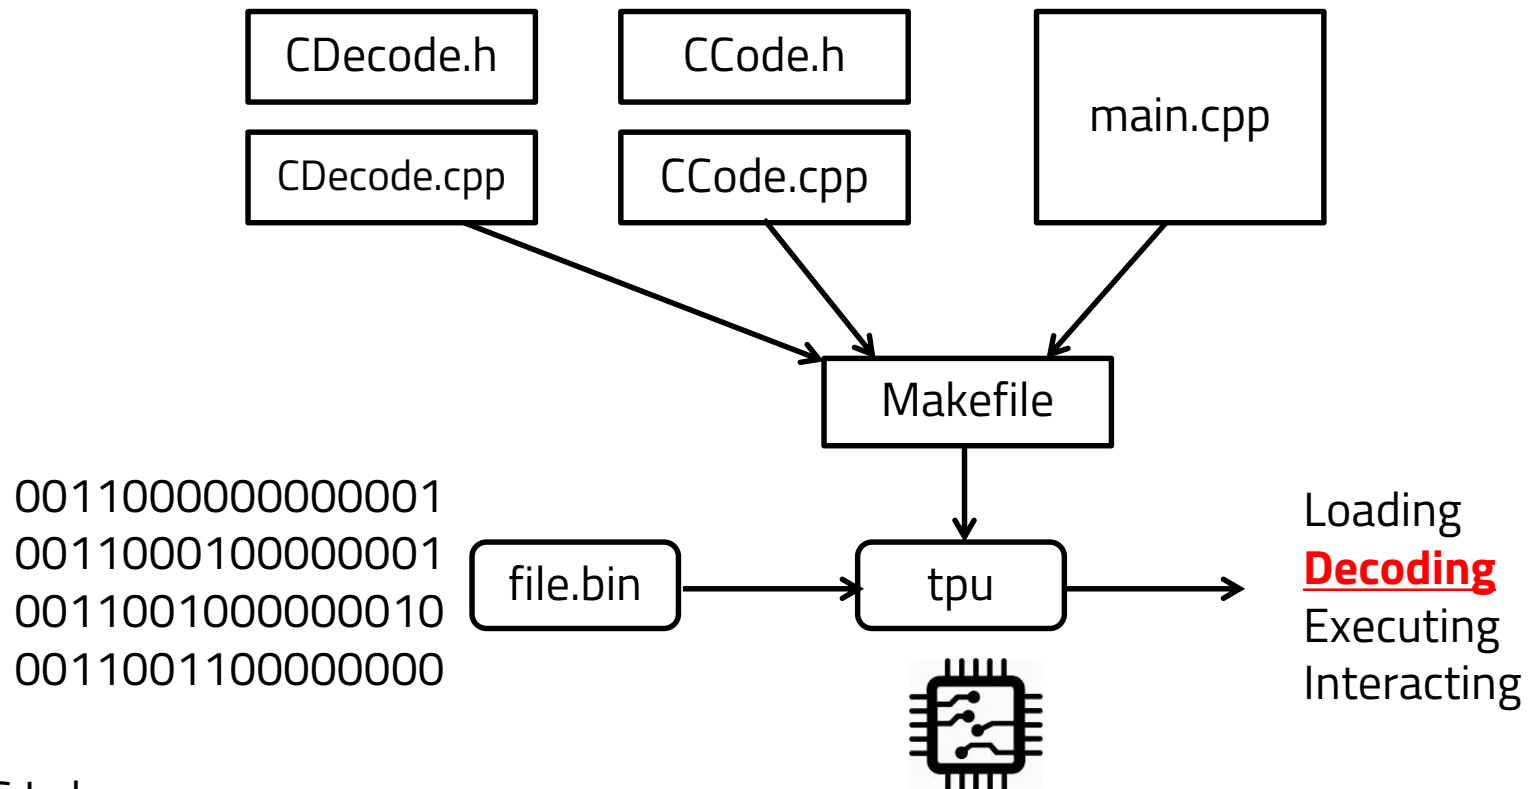 CDecode.h
CCode.h
main.cpp
CDecode.cpp
CCode.cpp
Makefile
0011000000000001
0011000100000001
0011001000000010
0011001100000000
file.bin
tpu
Loading
Decoding
Executing
Interacting